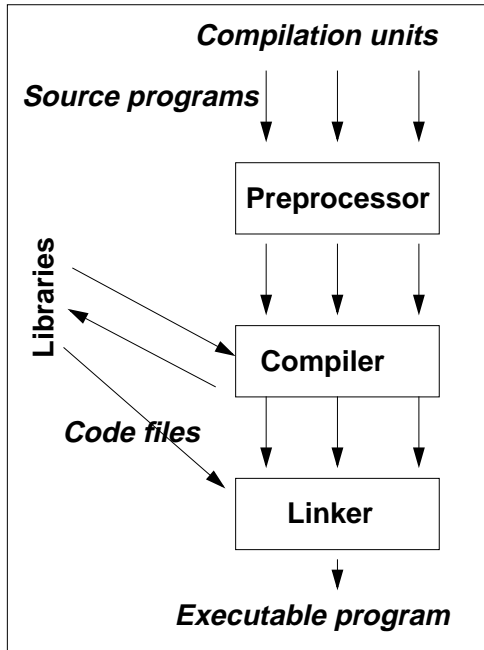 Compilation units
Source programs
Preprocessor
Libraries
Compiler
Code files
Linker
Executable program